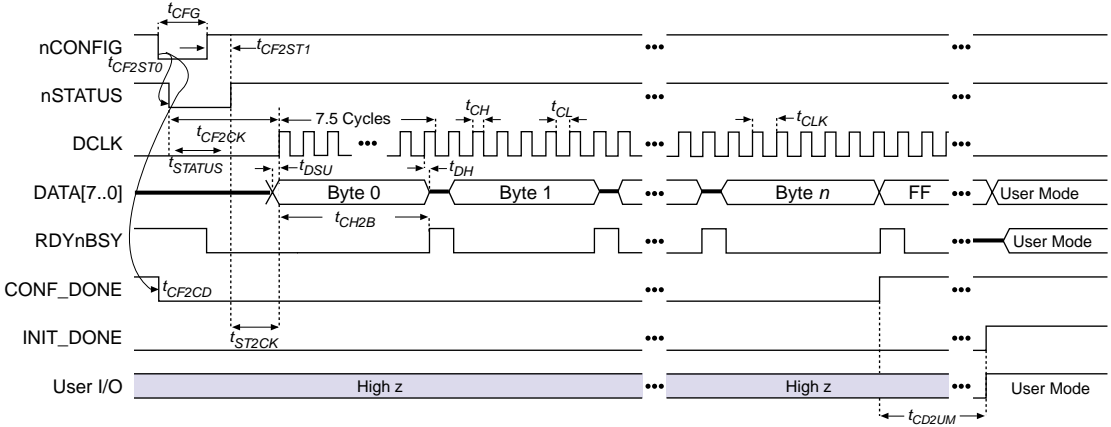 tCFG
nCONFIG
tCF2ST1
•••
•••
tCF2ST0
nSTATUS
•••
•••
7.5 Cycles
tCH
tCL
tCLK
DCLK
tCF2CK
•••
•••
tSTATUS
tDSU
tDH
DATA[7..0]
Byte 0
Byte 1
•••
Byte n
FF
•••
User Mode
tCH2B
RDYnBSY
•••
•••
User Mode
CONF_DONE
tCF2CD
•••
•••
INIT_DONE
tST2CK
•••
•••
User I/O
High z
•••
High z
•••
User Mode
tCD2UM